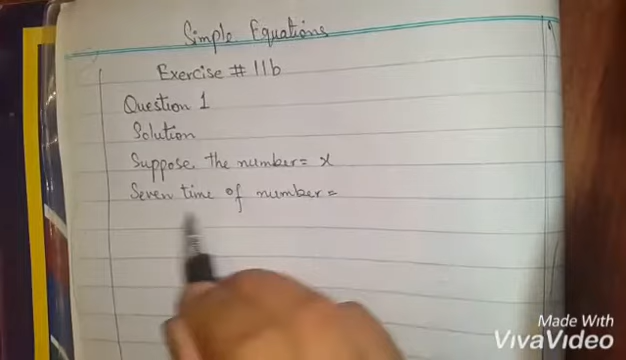 Simple Equations
Exercise # 11b
Question 1
Solution
Suppose the number = x
Seven time of number =
Made With
VivaVideo